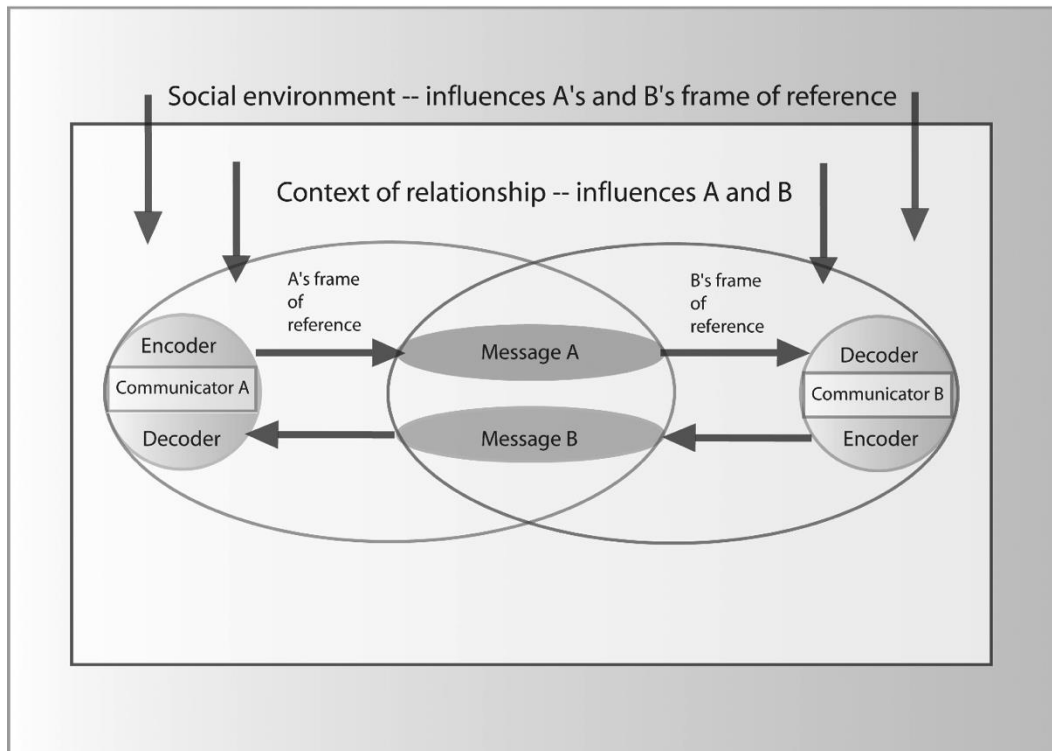 Social environment -- influences A's and B's frame of reference
Context of relationship -- influences A and B
A's frame
of
reference
B's frame
of
reference
Encoder
Communicator A
Decoder
Message A
Message B
Decoder
Communicator B
Encoder